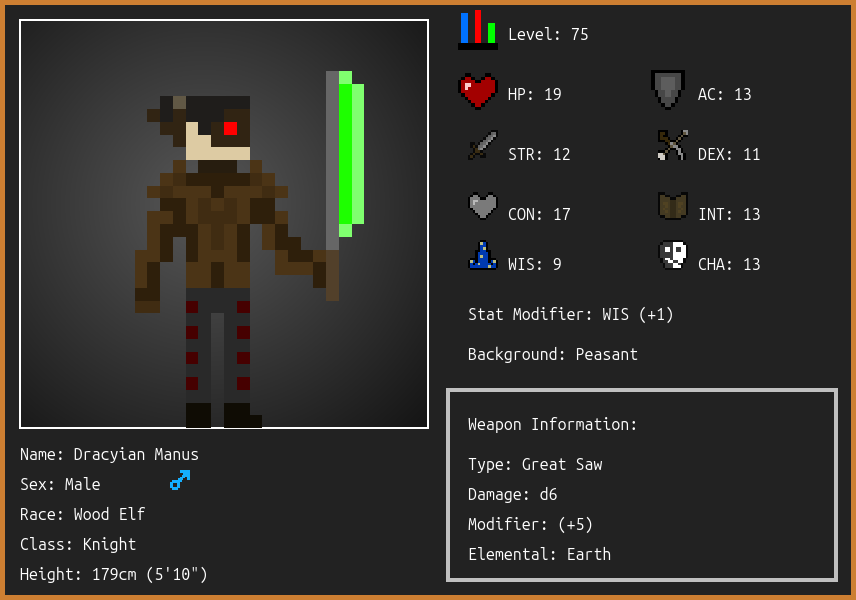 Level: 75
HP: 19
AC: 13
STR: 12
DEX: 11
CON: 17
INT: 13
WIS: 9
CHA: 13
Stat Modifier: WIS (+1)
Background: Peasant
Weapon Information:
Type: Great Saw
Damage: d6
Modifier: (+5)
Elemental: Earth
Name: Dracyian Manus
Sex: Male
Race: Wood Elf
Class: Knight
Height: 179cm (5'10")